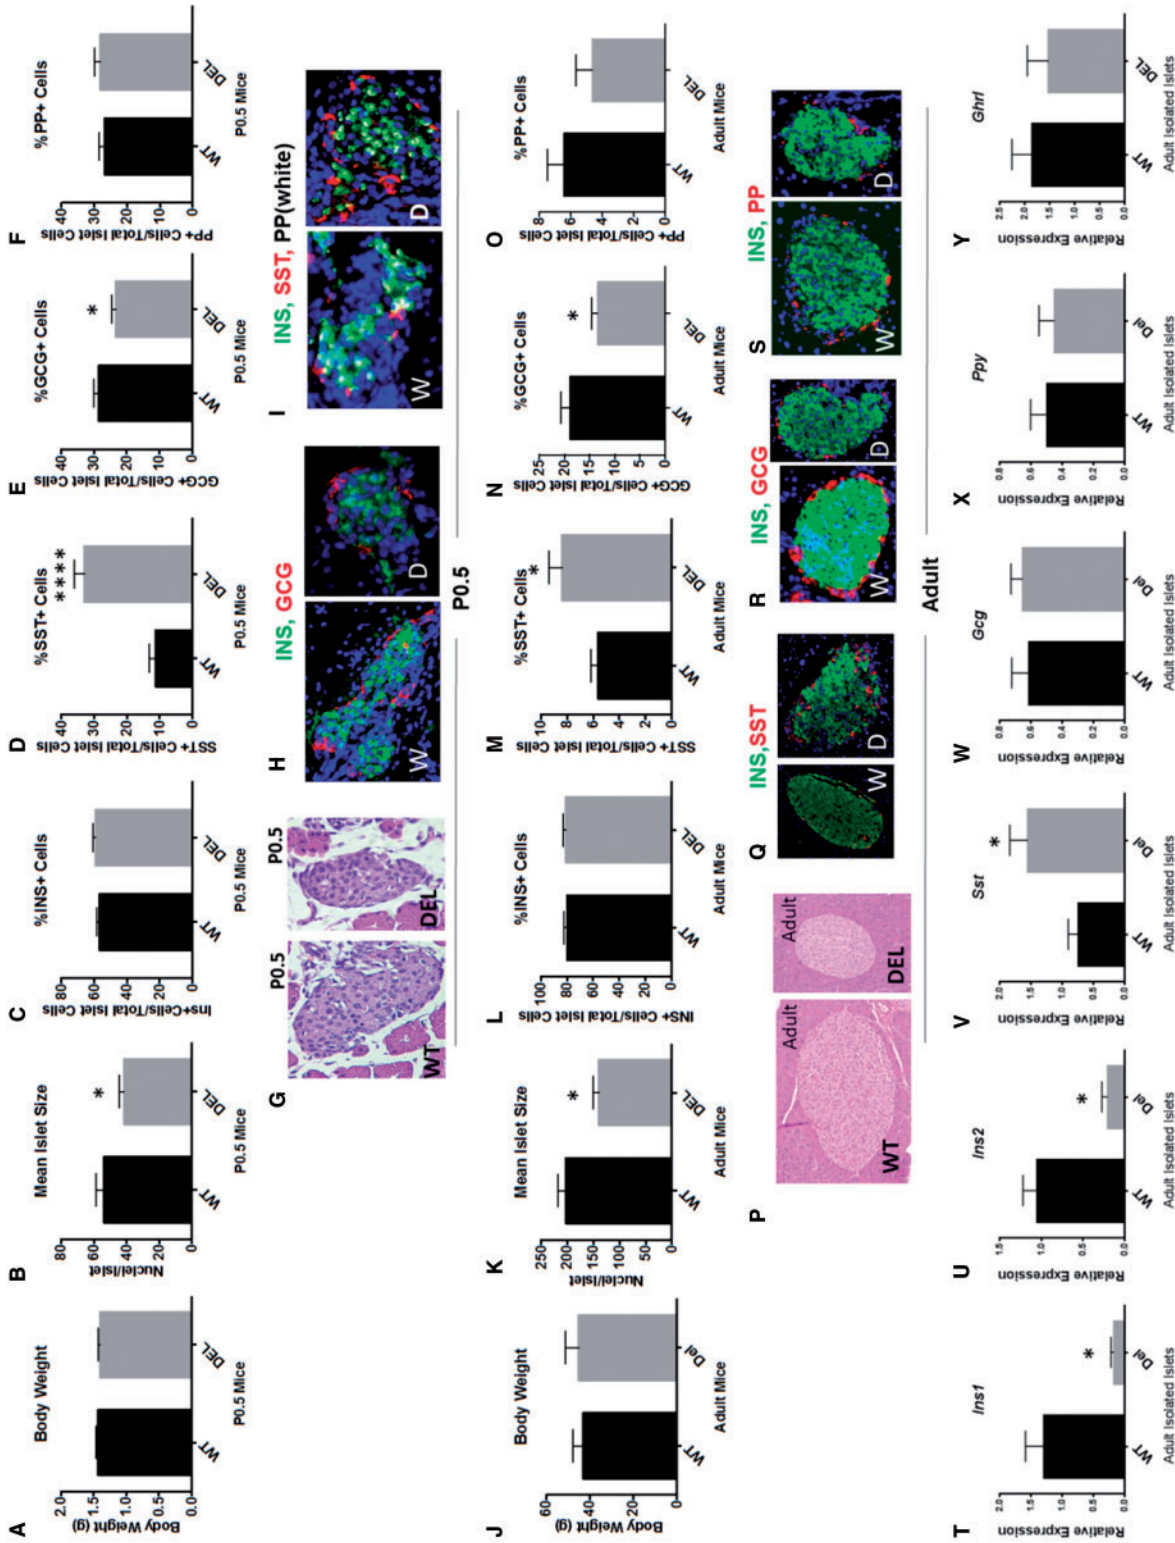 A
Body Weight
Body Weight (g)
2.0
1.5
1.0
0.5
0.0
WT
DEL
P0.5 Mice
B
Mean Islet Size
Nuclei/Islet
80
60
40
20
0
WT
DEL
*
P0.5 Mice
C
%INS+ Cells
Ins+Cells/Total Islet Cells
80
60
40
20
0
WT
DEL
P0.5 Mice
D
%SST+ Cells
SST+ Cells/Total Islet Cells
40
30
20
10
0
WT
DEL
****
P0.5 Mice
E
%GCG+ Cells
GCG+ Cells/Total Islet Cells
40
30
20
10
0
WT
DEL
*
P0.5 Mice
F
%PP+ Cells
PP+ Cells/Total Islet Cells
40
30
20
10
0
WT
DEL
P0.5 Mice
G
P0.5
WT
P0.5
DEL
H
INS, GCG
W
D
I
INS, SST, PP(white)
W
D
P0.5
J
Body Weight
Body Weight (g)
60
40
20
0
WT
Del
Adult Mice
K
Mean Islet Size
Nuclei/Islet
250
200
150
100
50
0
WT
DEL
*
Adult Mice
L
%INS+ Cells
INS+ Cells/Total Islet Cells
100
80
60
40
20
0
WT
DEL
Adult Mice
M
%SST+ Cells
SST+ Cells/Total Islet Cells
10
8
6
4
2
0
WT
DEL
*
Adult Mice
N
%GCG+ Cells
GCG+ Cells/Total Islet Cells
25
20
15
10
5
0
WT
DEL
*
Adult Mice
O
%PP+ Cells
PP+ Cells/Total Islet Cells
8
6
4
2
0
WT
DEL
Adult Mice
P
Adult
WT
Adult
DEL
Q
INS,SST
W
D
R
INS, GCG
W
D
S
INS, PP
W
D
Adult
T
Ins1
Relative Expression
2.0
1.5
1.0
0.5
0.0
WT
Del
*
Adult Isolated Islets
U
Ins2
Relative Expression
1.5
1.0
0.5
0.0
WT
Del
*
Adult Isolated Islets
V
Sst
Relative Expression
2.0
1.5
1.0
0.5
0.0
WT
Del
*
Adult Isolated Islets
W
Gcg
Relative Expression
0.8
0.6
0.4
0.2
0.0
WT
Del
Adult Isolated Islets
X
Ppy
Relative Expression
0.8
0.6
0.4
0.2
0.0
WT
Del
Adult Isolated Islets
Y
Ghrl
Relative Expression
2.5
2.0
1.5
1.0
0.5
0.0
WT
DEL
Adult Isolated Islets